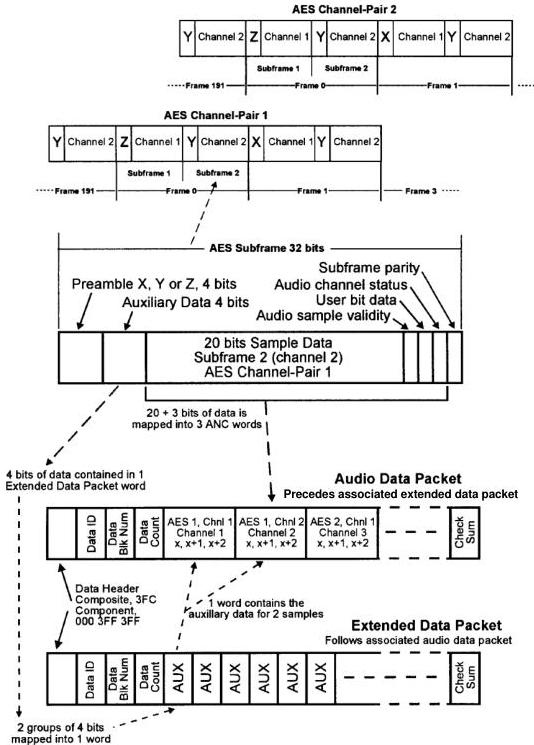 AES Channel-Pair 2
Y Channel 2 Z Channel 1 Y Channel 2 X Channel 1 Y Channel 2
Subframe 1 Subframe 2
Frame 191 Frame 0 Frame 1
AES Channel-Pair 1
Y Channel 2 Z Channel 1 Y Channel 2 X Channel 1 Y Channel 2
Subframe 1 Subframe 2
Frame 191 Frame 0 Frame 1 Frame 3
AES Subframe 32 bits
Preamble X, Y or Z, 4 bits
Auxiliary Data 4 bits
Subframe parity
Audio channel status
User bit data
Audio sample validity
20 bits Sample Data
Subframe 2 (channel 2)
AES Channel-Pair 1
20 + 3 bits of data is
mapped into 3 ANC words
4 bits of data contained in 1
Extended Data Packet word
Audio Data Packet
Precedes associated extended data packet
Data ID
Data
Blk Num
Data
Count
AES 1, Chnl 1
Channel 1
x, x+1, x+2
AES 1, Chnl 2
Channel 2
x, x+1, x+2
AES 2, Chnl 1
Channel 3
x, x+1, x+2
Check
Sum
Data Header
Composite, 3FC
Component,
000 3FF 3FF
1 word contains the
auxillary data for 2 samples
Extended Data Packet
Follows associated audio data packet
Data ID
Data
Blk Num
Data
Count
AUX
AUX
AUX
AUX
AUX
AUX
Check
Sum
2 groups of 4 bits
mapped into 1 word